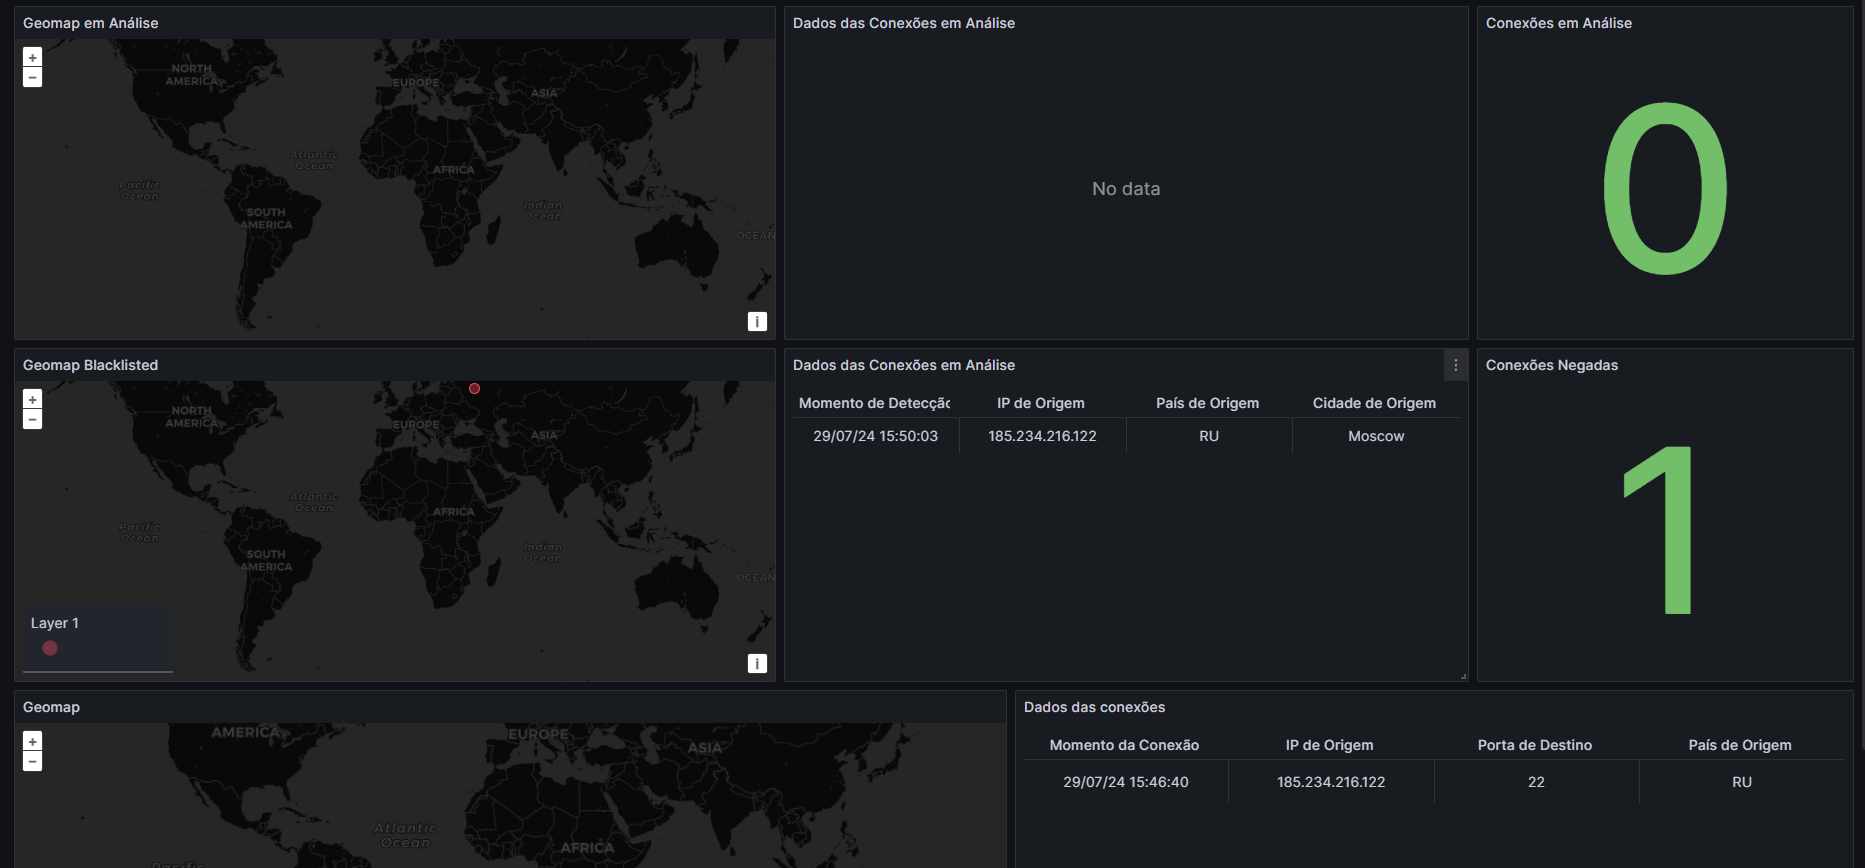 Geomap em Análise
Dados das Conexões em Análise
Conexões em Análise
+
−
NORTH
AMERICA
EUROPE
ASIA
Atlantic
Ocean
AFRICA
Pacific
Ocean
SOUTH
AMERICA
Indian
Ocean
OCEAN
i
No data
0
Geomap Blacklisted
Dados das Conexões em Análise
Conexões Negadas
+
−
NORTH
AMERICA
EUROPE
ASIA
Atlantic
Ocean
AFRICA
Pacific
Ocean
SOUTH
AMERICA
Indian
Ocean
OCEAN
Layer 1
i
Momento de Detecçã IP de Origem País de Origem Cidade de Origem
29/07/24 15:50:03 185.234.216.122 RU Moscow
1
Geomap
Dados das conexões
+
−
AMERICA
EUROPE
ASIA
Atlantic
Ocean
AFRICA
Pacific
Momento da Conexão IP de Origem Porta de Destino País de Origem
29/07/24 15:46:40 185.234.216.122 22 RU